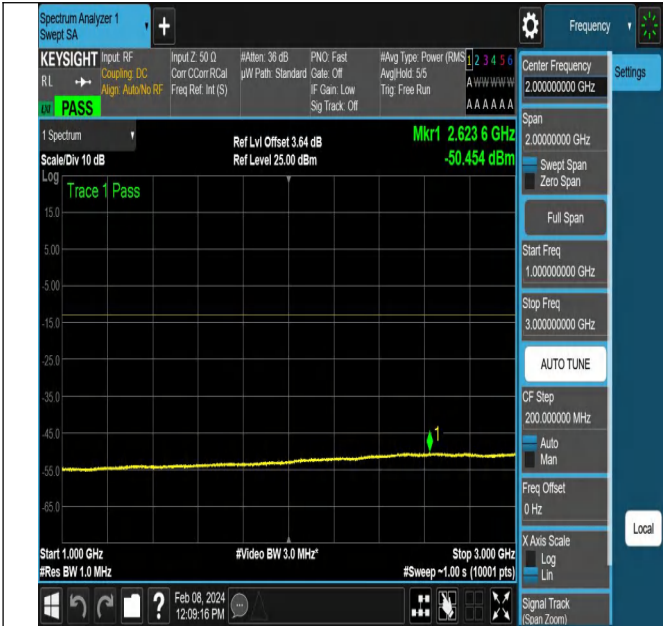 Spectrum Analyzer 1
Swept SA
+
Frequency
KEYSIGHT
RL
LXI
PASS
Input: RF
Coupling: DC
Align: Auto/No RF
Input Z: 50 Ω
Corr CCorr RCal
Freq Ref: Int (S)
#Atten: 36 dB
µW Path: Standard
PNO: Fast
Gate: Off
IF Gain: Low
Sig Track: Off
#Avg Type: Power (RMS
Avg|Hold: 5/5
Trig: Free Run
1 2 3 4 5 6
A W W W W W
A A A A A A
1 Spectrum
Scale/Div 10 dB
Ref Lvl Offset 3.64 dB
Ref Level 25.00 dBm
Mkr1 2.623 6 GHz
-50.454 dBm
Log
Trace 1 Pass
15.0
5.00
-5.00
-15.0
-25.0
-35.0
-45.0
-55.0
-65.0
1
Start 1.000 GHz
#Res BW 1.0 MHz
#Video BW 3.0 MHz*
Stop 3.000 GHz
#Sweep ~1.00 s (10001 pts)
Feb 08, 2024
12:09:16 PM
?
Center Frequency
2.000000000 GHz
Settings
Span
2.00000000 GHz
Swept Span
Zero Span
Full Span
Start Freq
1.000000000 GHz
Stop Freq
3.000000000 GHz
AUTO TUNE
CF Step
200.000000 MHz
Auto
Man
Freq Offset
0 Hz
X Axis Scale
Log
Lin
Signal Track
(Span Zoom)
Local